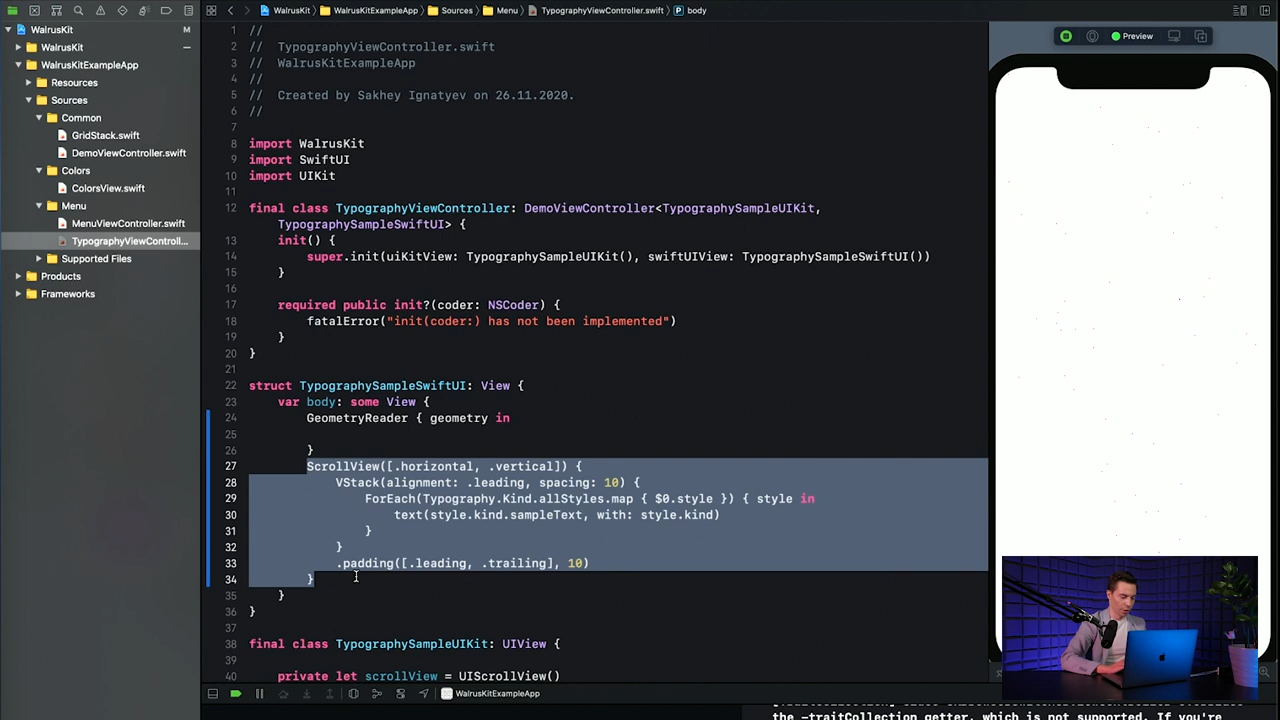 WalrusKit
M
WalrusKit
WalrusKitExampleApp
Resources
Sources
Common
GridStack.swift
DemoViewController.swift
Colors
ColorsView.swift
Menu
MenuViewController.swift
TypographyViewControll...
Supported Files
Products
Frameworks
WalrusKit
WalrusKitExampleApp
Sources
Menu
TypographyViewController.swift
P body
1 //
2 //  TypographyViewController.swift
3 //  WalrusKitExampleApp
4 //
5 //  Created by Sakhey Ignatyev on 26.11.2020.
6 //
7
8 import WalrusKit
9 import SwiftUI
10 import UIKit
11
12 final class TypographyViewController: DemoViewController<TypographySampleUIKit,
TypographySampleSwiftUI> {
13 init() {
14 super.init(uiKitView: TypographySampleUIKit(), swiftUIView: TypographySampleSwiftUI())
15 }
16
17 required public init?(coder: NSCoder) {
18 fatalError("init(coder:) has not been implemented")
19 }
20 }
21
22 struct TypographySampleSwiftUI: View {
23 var body: some View {
24 GeometryReader { geometry in
25
26 }
27 ScrollView([.horizontal, .vertical]) {
28 VStack(alignment: .leading, spacing: 10) {
29 ForEach(Typography.Kind.allStyles.map { $0.style }) { style in
30 text(style.kind.sampleText, with: style.kind)
31 }
32 }
33 .padding([.leading, .trailing], 10)
34 }
35 }
36 }
37
38 final class TypographySampleUIKit: UIView {
39
40 private let scrollView = UIScrollView()
Preview
WalrusKitExampleApp
the -traitCollection getter, which is not supported. If you're